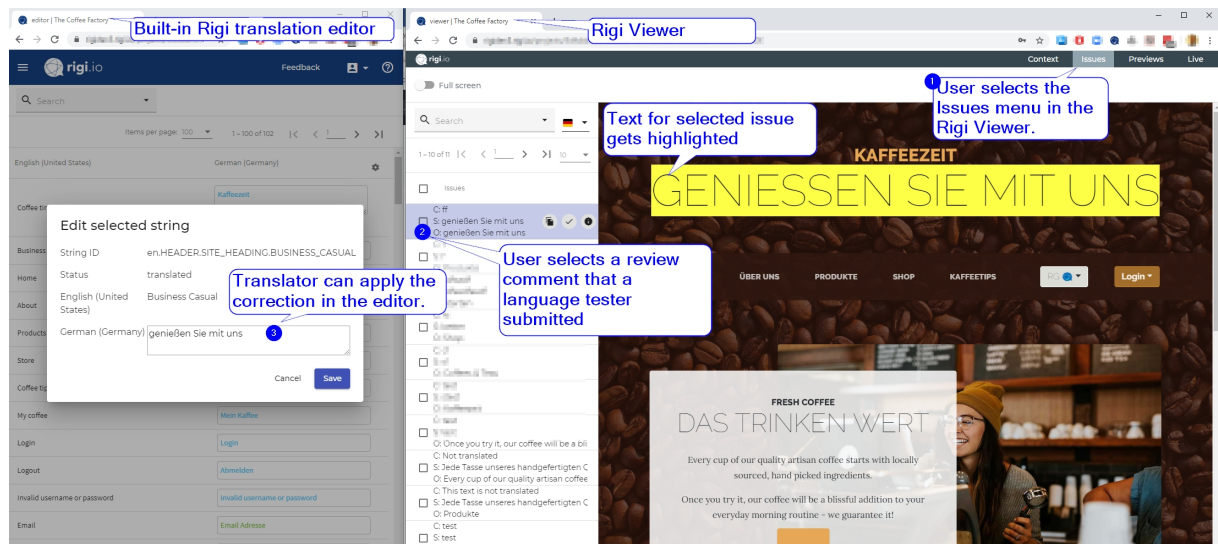 editor | The Coffee Factory
Built-in Rigi translation editor
rigi.io
Feedback
Search
Items per page: 100
1 – 100 of 102
1
English (United States)
German (Germany)
Kaffeezeit
Business
Home
About
Products
Store
My coffee
Mein Kaffee
Login
Login
Logout
Abmelden
Invalid username or password
Invalid username or password
Email
Email Adresse
Edit selected string
String ID
en.HEADER.SITE_HEADING.BUSINESS_CASUAL
Status
translated
English (United States)
Business Casual
German (Germany)
genießen Sie mit uns
3
Cancel
Save
Translator can apply the
correction in the editor.
viewer | The Coffee Factory
Rigi Viewer
rigi.io
Context
Issues
Previews
Live
Full screen
1
User selects the
Issues menu in the
Rigi Viewer.
Search
1 – 10 of 11
1
10
Issues
C: ff
S: genießen Sie mit uns
O: genießen Sie mit uns
2
User selects a review
comment that a
language tester
submitted
O: Once you try it, our coffee will be a bli
C: Not translated
S: Jede Tasse unseres handgefertigten C
O: Every cup of our quality artisan coffee
C: This text is not translated
S: Jede Tasse unseres handgefertigten C
O: Produkte
C: test
S: test
Text for selected issue
gets highlighted
KAFFEEZEIT
GENIESSEN SIE MIT UNS
ÜBER UNS
PRODUKTE
SHOP
KAFFEETIPS
RG
Login
FRESH COFFEE
DAS TRINKEN WERT
Every cup of our quality artisan coffee starts with locally
sourced, hand picked ingredients.
Once you try it, our coffee will be a blissful addition to your
everyday morning routine - we guarantee it!